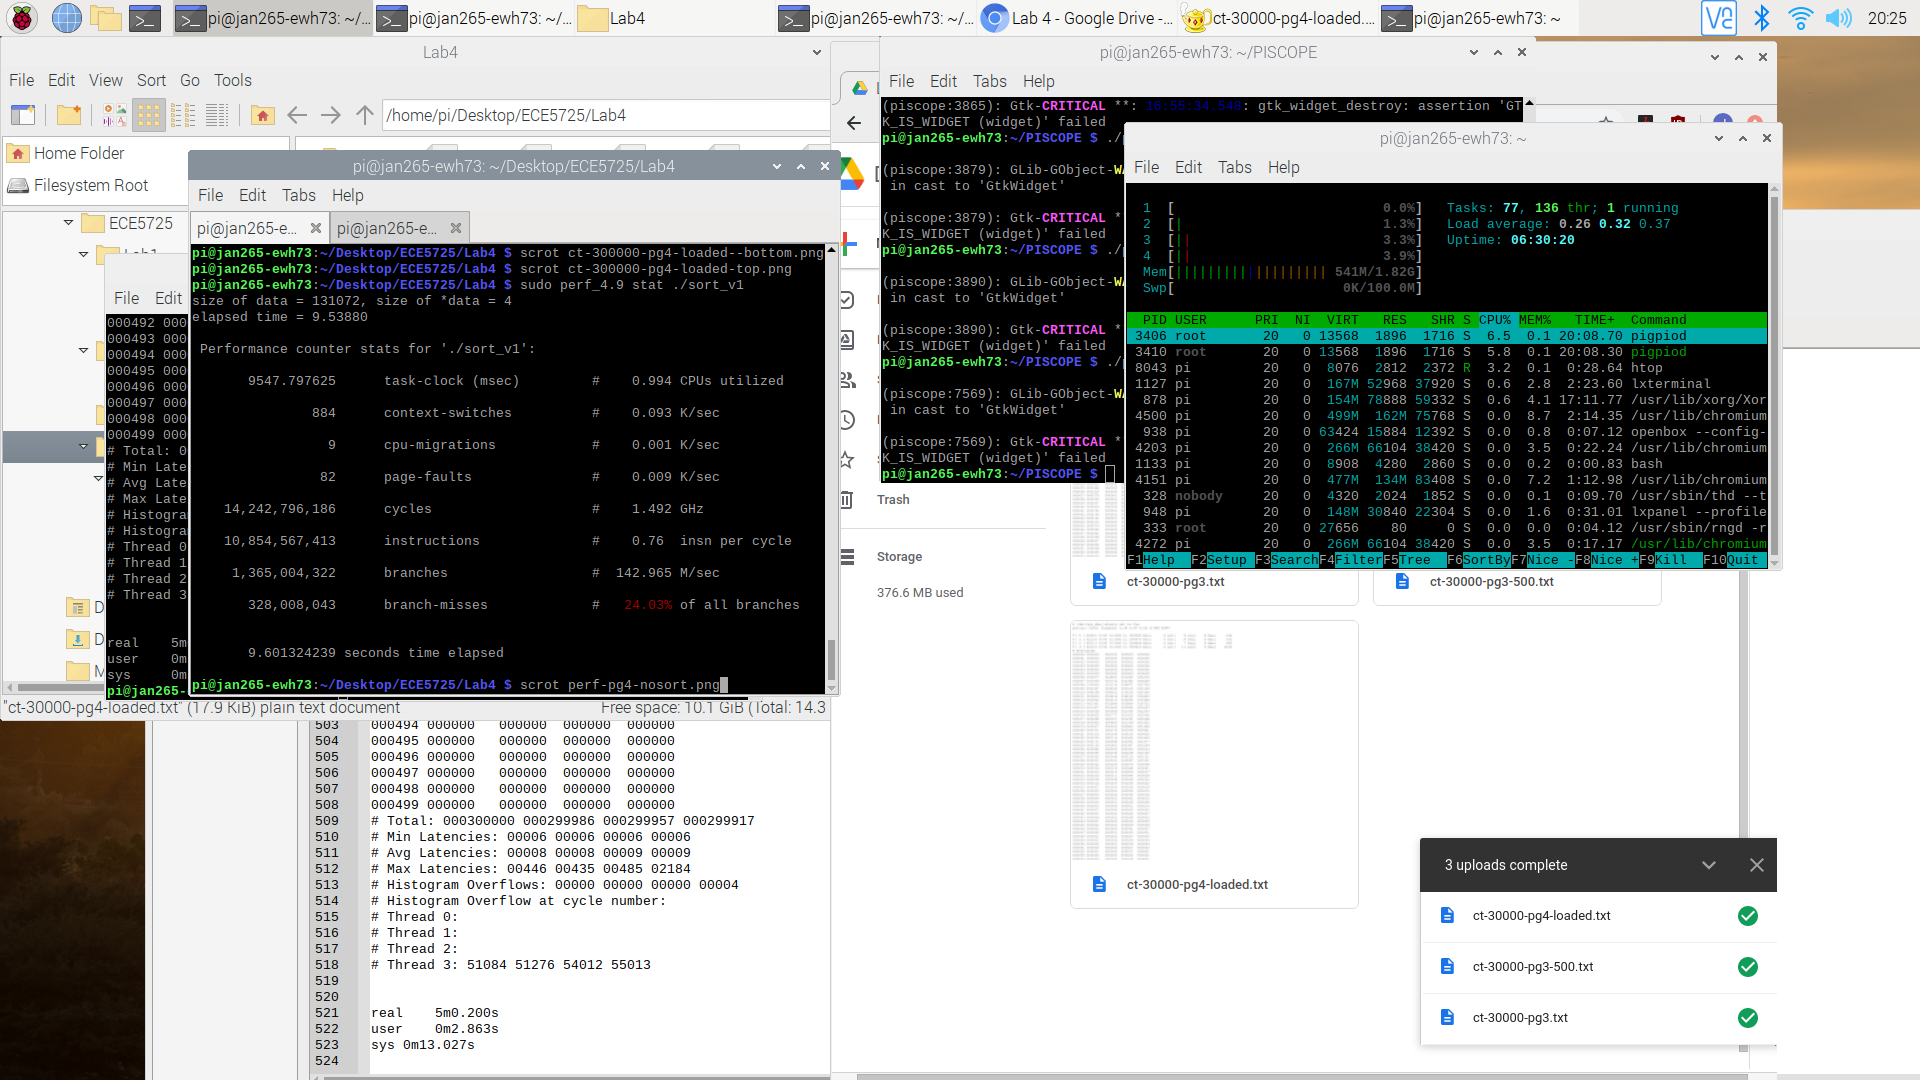 pi@jan265-ewh73: ~/...
pi@jan265-ewh73: ~/...
Lab4
pi@jan265-ewh73: ~/...
Lab 4 - Google Drive -...
ct-30000-pg4-loaded....
pi@jan265-ewh73: ~
20:25
Lab4
File Edit View Sort Go Tools
/home/pi/Desktop/ECE5725/Lab4
Home Folder
Filesystem Root
ECE5725
File Edit
000492 000
000493 000
000494 000
000495 000
000496 000
000497 000
000498 000
000499 000
# Total: 0
# Min Late
# Avg Late
# Max Late
# Histogra
# Histogra
# Thread 0
# Thread 1
# Thread 2
# Thread 3
real 5m
user 0m
sys 0m
pi@jan265-
"ct-30000-pg4-loaded.txt" (17.9 KiB) plain text document
Free space: 10.1 GiB (Total: 14.3
pi@jan265-ewh73: ~/Desktop/ECE5725/Lab4
File Edit Tabs Help
pi@jan265-e...
pi@jan265-e...
pi@jan265-ewh73:~/Desktop/ECE5725/Lab4 $ scrot ct-300000-pg4-loaded--bottom.png
pi@jan265-ewh73:~/Desktop/ECE5725/Lab4 $ scrot ct-300000-pg4-loaded-top.png
pi@jan265-ewh73:~/Desktop/ECE5725/Lab4 $ sudo perf_4.9 stat ./sort_v1
size of data = 131072, size of *data = 4
elapsed time = 9.53880
Performance counter stats for './sort_v1':
9547.797625 task-clock (msec) # 0.994 CPUs utilized
884 context-switches # 0.093 K/sec
9 cpu-migrations # 0.001 K/sec
82 page-faults # 0.009 K/sec
14,242,796,186 cycles # 1.492 GHz
10,854,567,413 instructions # 0.76 insn per cycle
1,365,004,322 branches # 142.965 M/sec
328,008,043 branch-misses # 24.03% of all branches
9.601324239 seconds time elapsed
pi@jan265-ewh73:~/Desktop/ECE5725/Lab4 $ scrot perf-pg4-nosort.png
pi@jan265-ewh73: ~/PISCOPE
File Edit Tabs Help
(piscope:3865): Gtk-CRITICAL **: 18:55:34.548: gtk_widget_destroy: assertion 'GT
K_IS_WIDGET (widget)' failed
pi@jan265-ewh73:~/PISCOPE $ ./
(piscope:3879): GLib-GObject-W
in cast to 'GtkWidget'
(piscope:3879): Gtk-CRITICAL *
K_IS_WIDGET (widget)' failed
pi@jan265-ewh73:~/PISCOPE $ ./
(piscope:3890): GLib-GObject-W
in cast to 'GtkWidget'
(piscope:3890): Gtk-CRITICAL *
K_IS_WIDGET (widget)' failed
pi@jan265-ewh73:~/PISCOPE $ ./
(piscope:7569): GLib-GObject-W
in cast to 'GtkWidget'
(piscope:7569): Gtk-CRITICAL *
K_IS_WIDGET (widget)' failed
pi@jan265-ewh73:~/PISCOPE $
pi@jan265-ewh73: ~
File Edit Tabs Help
1 [ 0.0%] Tasks: 77, 136 thr; 1 running
2 [| 1.3%] Load average: 0.26 0.32 0.37
3 [|| 3.3%] Uptime: 06:30:20
4 [|| 3.9%]
Mem[||||||||||||||||||| 541M/1.82G]
Swp[ 0K/100.0M]
PID USER PRI NI VIRT RES SHR S CPU% MEM% TIME+ Command
3406 root 20 0 13568 1896 1716 S 6.5 0.1 20:08.70 pigpiod
3410 root 20 0 13568 1896 1716 S 5.8 0.1 20:08.30 pigpiod
8043 pi 20 0 8076 2812 2372 R 3.2 0.1 0:28.64 htop
1127 pi 20 0 167M 52968 37920 S 0.6 2.8 2:23.60 lxterminal
878 pi 20 0 154M 78888 59332 S 0.6 4.1 17:11.77 /usr/lib/xorg/Xor
4500 pi 20 0 499M 162M 75768 S 0.0 8.7 2:14.35 /usr/lib/chromium
938 pi 20 0 63424 15884 12392 S 0.0 0.8 0:07.12 openbox --config-
4203 pi 20 0 266M 66104 38420 S 0.0 3.5 0:22.24 /usr/lib/chromium
1133 pi 20 0 8908 4280 2860 S 0.0 0.2 0:00.83 bash
4151 pi 20 0 477M 134M 83408 S 0.0 7.2 1:12.98 /usr/lib/chromium
328 nobody 20 0 4320 2024 1852 S 0.0 0.1 0:09.70 /usr/sbin/thd --t
948 pi 20 0 148M 30840 22304 S 0.0 1.6 0:31.01 lxpanel --profile
333 root 20 0 27656 80 0 S 0.0 0.0 0:04.12 /usr/sbin/rngd -r
4272 pi 20 0 266M 66104 38420 S 0.0 3.5 0:17.17 /usr/lib/chromium
F1Help F2Setup F3SearchF4FilterF5Tree F6SortByF7Nice -F8Nice +F9Kill F10Quit
Trash
Storage
376.6 MB used
ct-30000-pg3.txt
ct-30000-pg3-500.txt
ct-30000-pg4-loaded.txt
503 000494 000000 000000 000000 000000
504 000495 000000 000000 000000 000000
505 000496 000000 000000 000000 000000
506 000497 000000 000000 000000 000000
507 000498 000000 000000 000000 000000
508 000499 000000 000000 000000 000000
509 # Total: 000300000 000299986 000299957 000299917
510 # Min Latencies: 00006 00006 00006 00006
511 # Avg Latencies: 00008 00008 00009 00009
512 # Max Latencies: 00446 00435 00485 02184
513 # Histogram Overflows: 00000 00000 00000 00004
514 # Histogram Overflow at cycle number:
515 # Thread 0:
516 # Thread 1:
517 # Thread 2:
518 # Thread 3: 51084 51276 54012 55013
519
520
521 real 5m0.200s
522 user 0m2.863s
523 sys 0m13.027s
524
3 uploads complete
ct-30000-pg4-loaded.txt
ct-30000-pg3-500.txt
ct-30000-pg3.txt